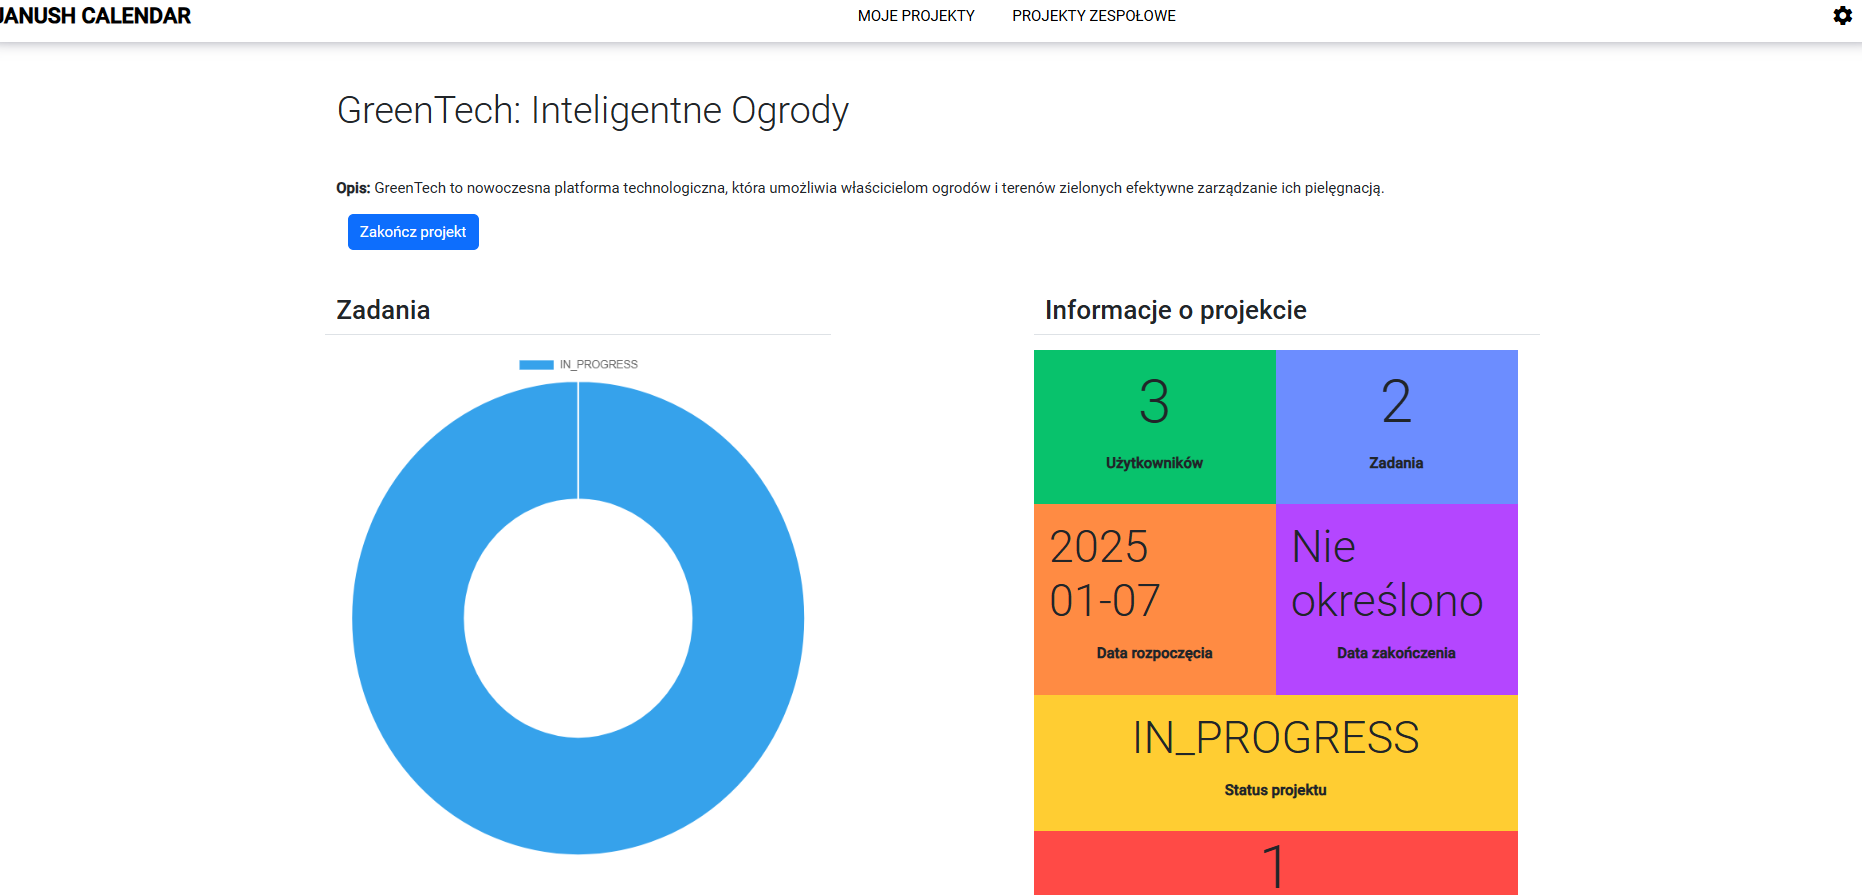 JANUSH CALENDAR
MOJE PROJEKTY
PROJEKTY ZESPOŁOWE
GreenTech: Inteligentne Ogrody
Opis: GreenTech to nowoczesna platforma technologiczna, która umożliwia właścicielom ogrodów i terenów zielonych efektywne zarządzanie ich pielęgnacją.
Zakończ projekt
Zadania
IN_PROGRESS
Informacje o projekcie
3
Użytkowników
2
Zadania
2025
01-07
Data rozpoczęcia
Nie
określono
Data zakończenia
IN_PROGRESS
Status projektu
1